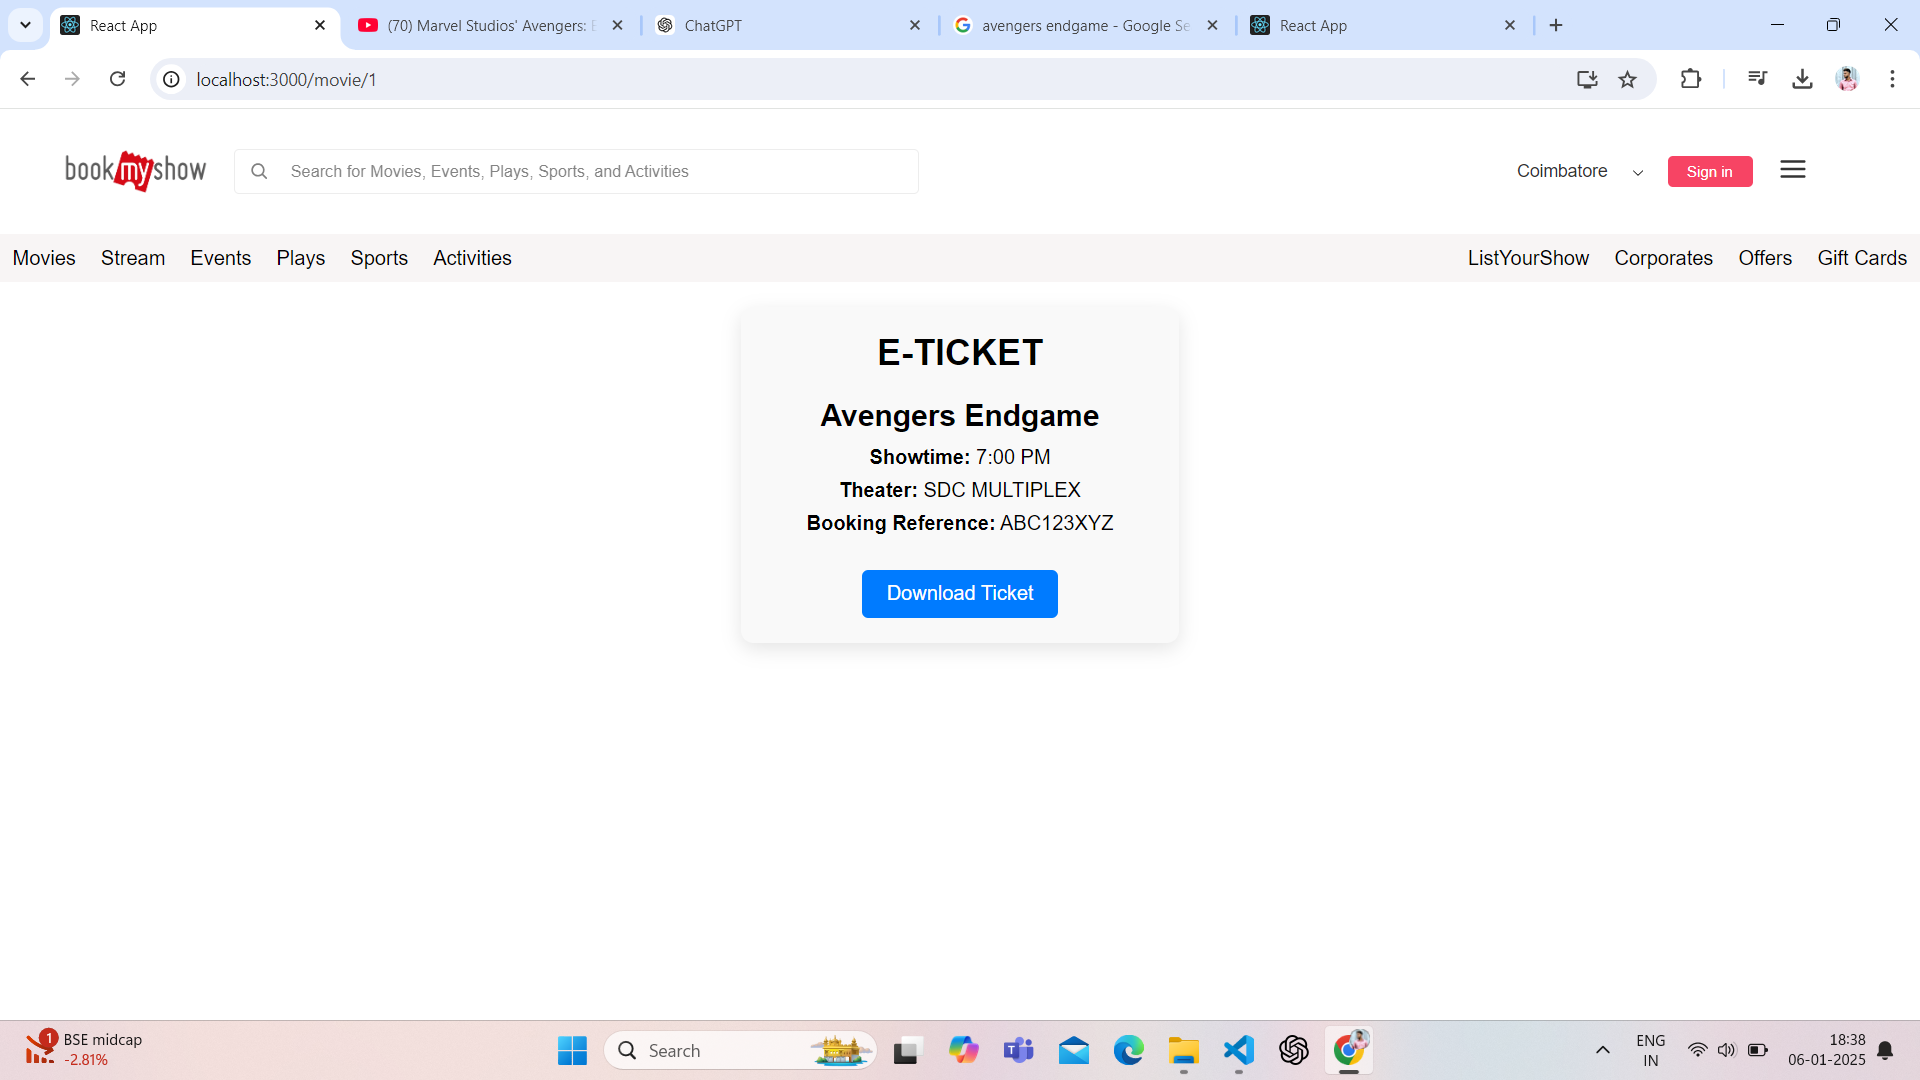 React App
(70) Marvel Studios' Avengers: E
ChatGPT
avengers endgame - Google Se
React App
localhost:3000/movie/1
bookmyshow
Search for Movies, Events, Plays, Sports, and Activities
Coimbatore
Sign in
Movies Stream Events Plays Sports Activities ListYourShow Corporates Offers Gift Cards
E-TICKET
Avengers Endgame
Showtime: 7:00 PM
Theater: SDC MULTIPLEX
Booking Reference: ABC123XYZ
Download Ticket
1
BSE midcap
-2.81%
Search
ENG
IN
18:38
06-01-2025